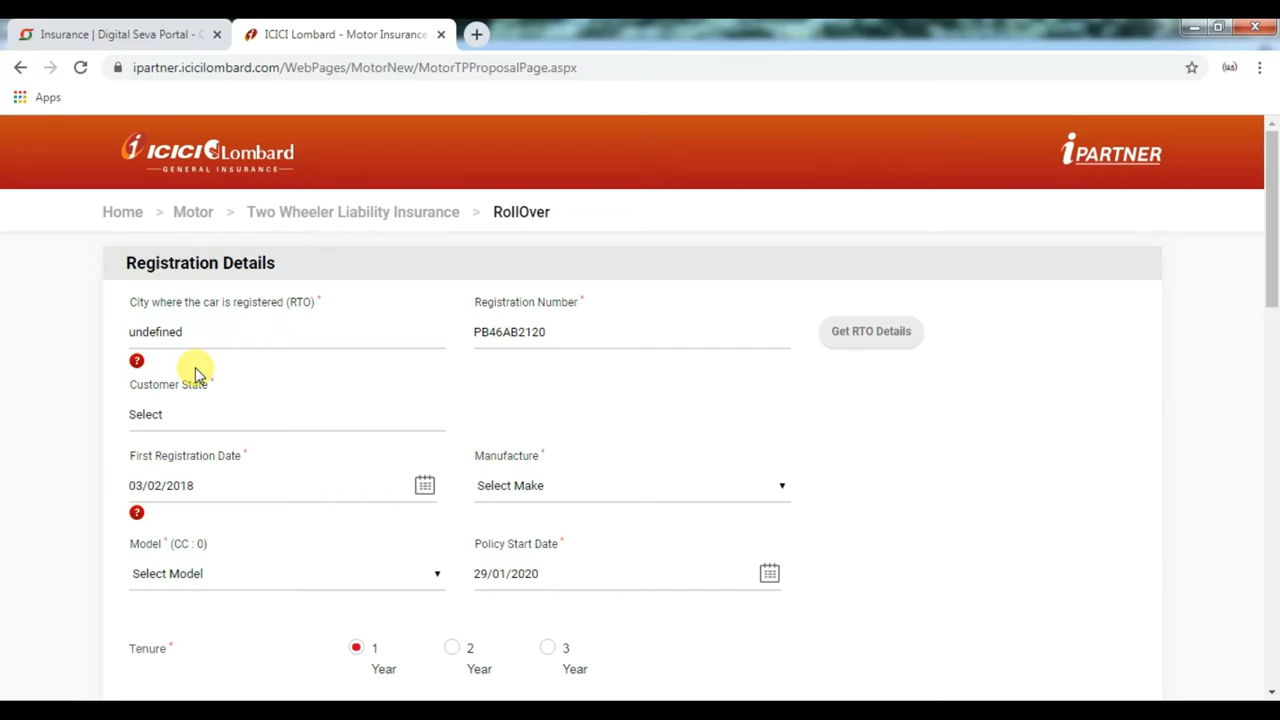 Insurance | Digital Seva Portal - C
ICICI Lombard - Motor Insurance
ipartner.icicilombard.com/WebPages/MotorNew/MotorTPProposalPage.aspx
Apps
ICICI Lombard
GENERAL INSURANCE
iPARTNER
Home > Motor > Two Wheeler Liability Insurance > RollOver
Registration Details
City where the car is registered (RTO) *
Registration Number *
undefined
PB46AB2120
Get RTO Details
?
Customer State *
Select
First Registration Date *
Manufacture *
03/02/2018
Select Make
?
Model * (CC : 0)
Policy Start Date *
Select Model
29/01/2020
Tenure *
1 Year
2 Year
3 Year